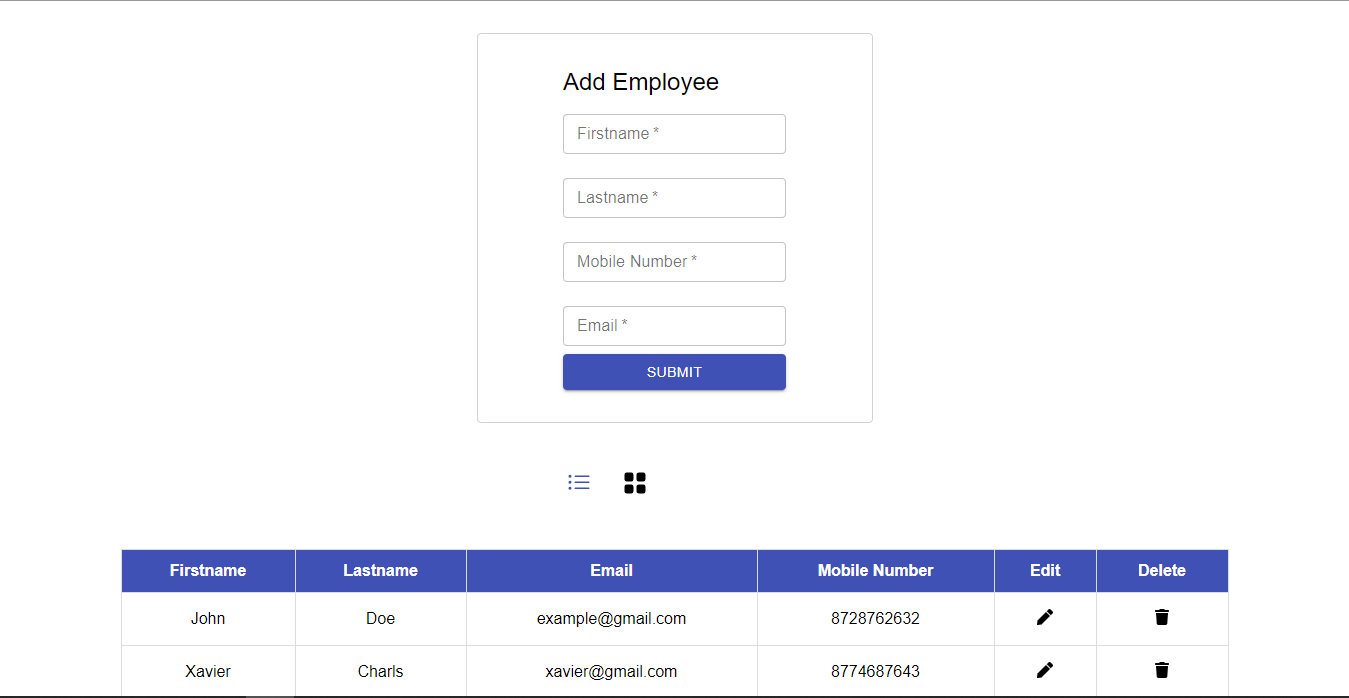 Add Employee
Firstname *
Lastname *
Mobile Number *
Email *
SUBMIT
Firstname Lastname Email Mobile Number Edit Delete
John Doe example@gmail.com 8728762632
Xavier Charls xavier@gmail.com 8774687643